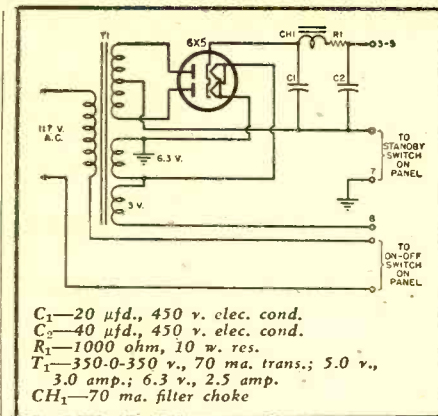 T1
6X5
CH1
R1
3-5
C1
C2
117 V.
A.C.
6.3 V.
3 V.
TO
STANDBY
SWITCH
ON
PANEL
7
8
TO
ON-OFF
SWITCH
ON
PANEL
C₁—20 µfd., 450 v. elec. cond.
C₂—40 µfd., 450 v. elec. cond.
R₁—1000 ohm, 10 w. res.
T₁—350-0-350 v., 70 ma. trans.; 5.0 v.,
3.0 amp.; 6.3 v., 2.5 amp.
CH₁—70 ma. filter choke